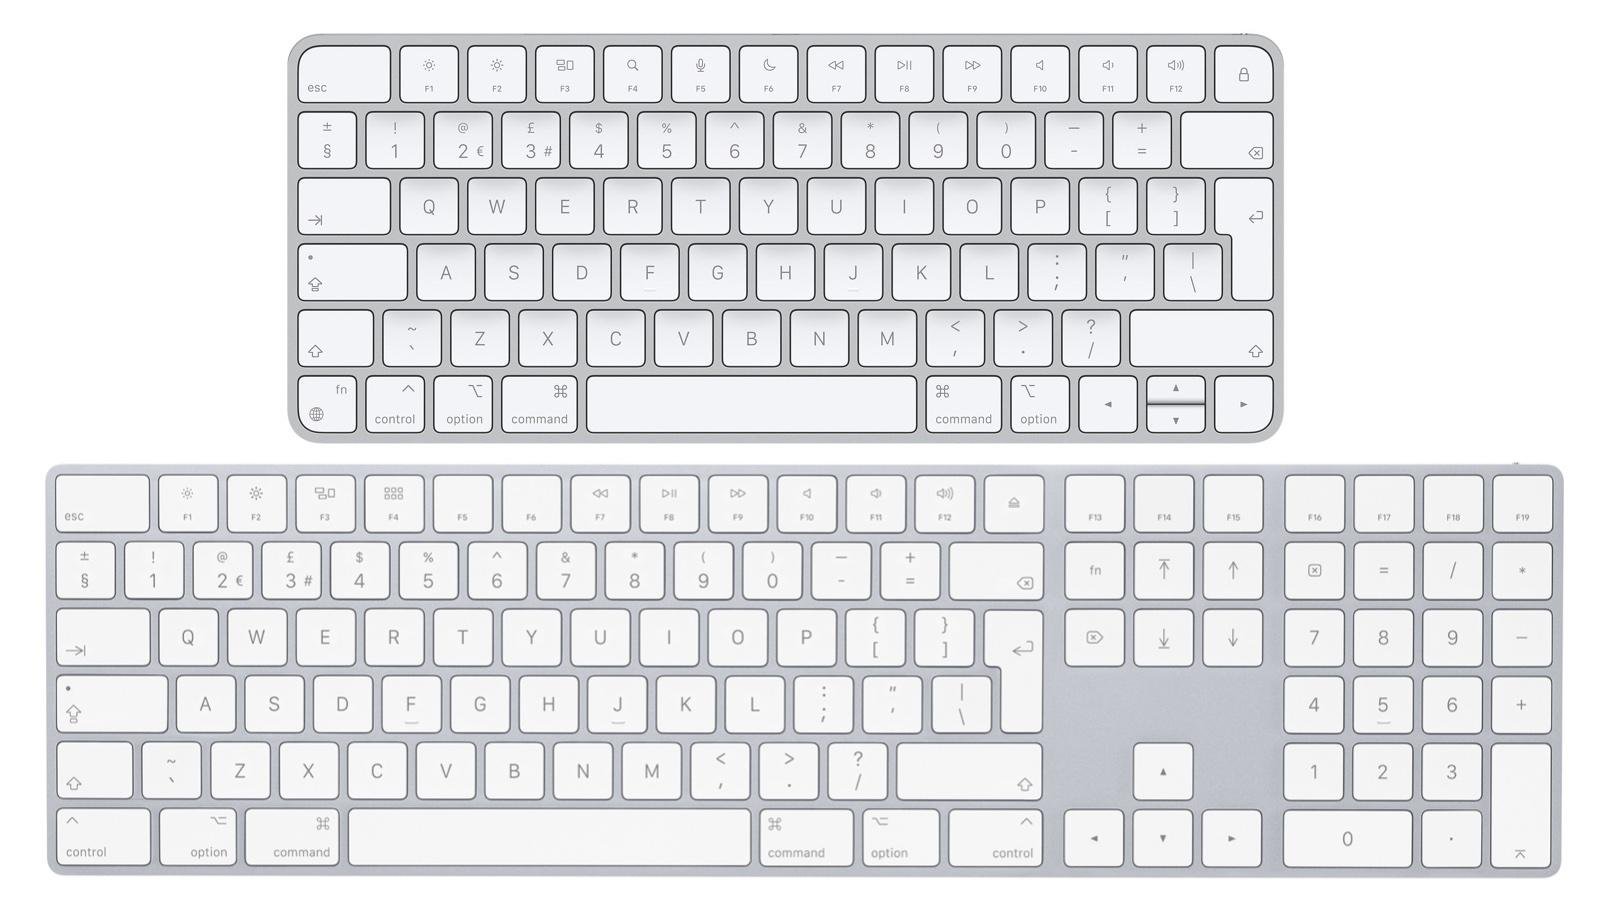 esc F1 F2 F3 F4 F5 F6 F7 F8 F9 F10 F11 F12
± ! @ £ $ % ^ & * ( ) — +
§ 1 2 € 3 # 4 5 6 7 8 9 0 - =
Q W E R T Y U I O P { }
[ ]
A S D F G H J K L : " |
; ' \
~ Z X C V B N M < > ?
` , . /
fn control option command command option
esc F1 F2 F3 F4 F5 F6 F7 F8 F9 F10 F11 F12 F13 F14 F15 F16 F17 F18 F19
± ! @ £ $ % ^ & * ( ) — +
§ 1 2 € 3 # 4 5 6 7 8 9 0 - = fn = / *
Q W E R T Y U I O P { } 7 8 9 –
[ ]
A S D F G H J K L : " | 4 5 6 +
; ' \
~ Z X C V B N M < > ? 1 2 3
` , . /
control option command command option control 0 .